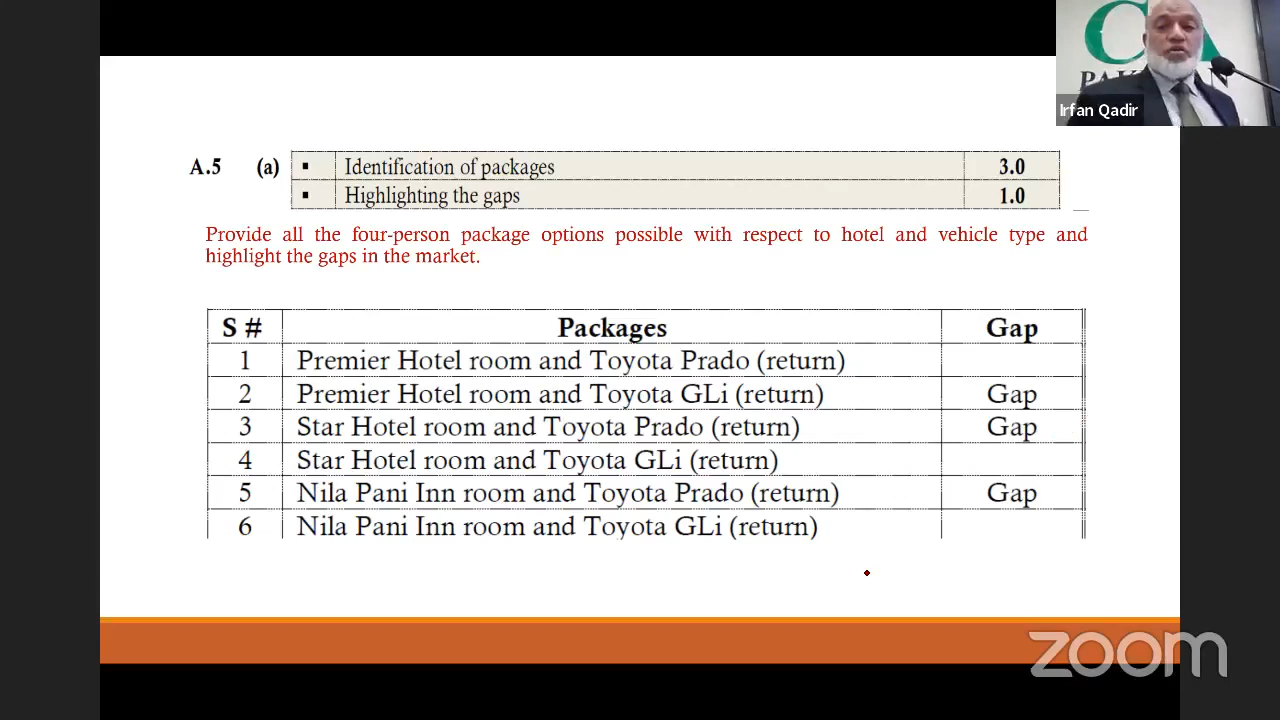 CA
Irfan Qadir
A.5 (a) ▪ Identification of packages 3.0
▪ Highlighting the gaps 1.0
Provide all the four-person package options possible with respect to hotel and vehicle type and
highlight the gaps in the market.
S # Packages Gap
1 Premier Hotel room and Toyota Prado (return)
2 Premier Hotel room and Toyota GLi (return) Gap
3 Star Hotel room and Toyota Prado (return) Gap
4 Star Hotel room and Toyota GLi (return)
5 Nila Pani Inn room and Toyota Prado (return) Gap
6 Nila Pani Inn room and Toyota GLi (return)
zoom